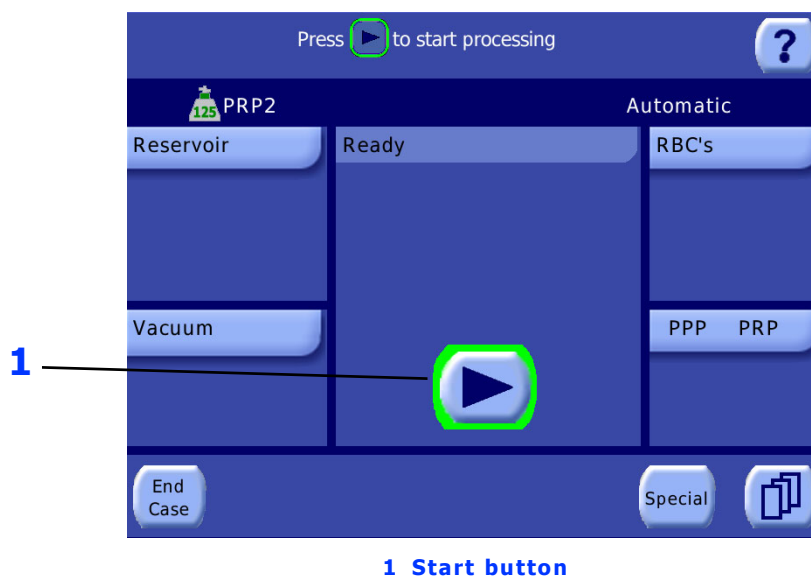 Press to start processing
?
125 PRP2 Automatic
Reservoir Ready RBC's
Vacuum PPP PRP
1
End
Case
Special
1 Start button